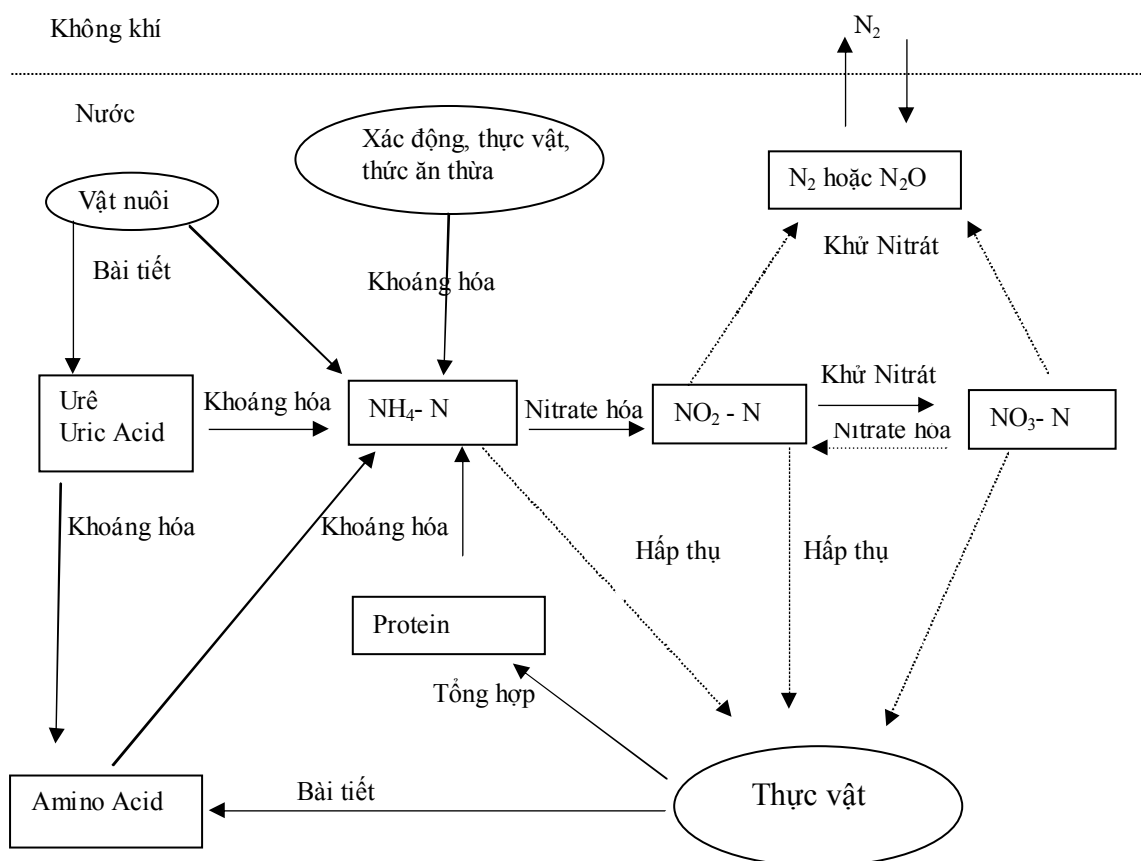 Không khí
N₂
Nước
Xác động, thực vật,
thức ăn thừa
N₂ hoặc N₂O
Vật nuôi
Khử Nitrát
Bài tiết
Khoáng hóa
Urê
Uric Acid
Khoáng hóa
NH₄- N
Nitrate hóa
NO₂ - N
Khử Nitrát
Nitrate hóa
NO₃- N
Khoáng hóa
Khoáng hóa
Hấp thụ
Hấp thụ
Protein
Tổng hợp
Amino Acid
Bài tiết
Thực vật